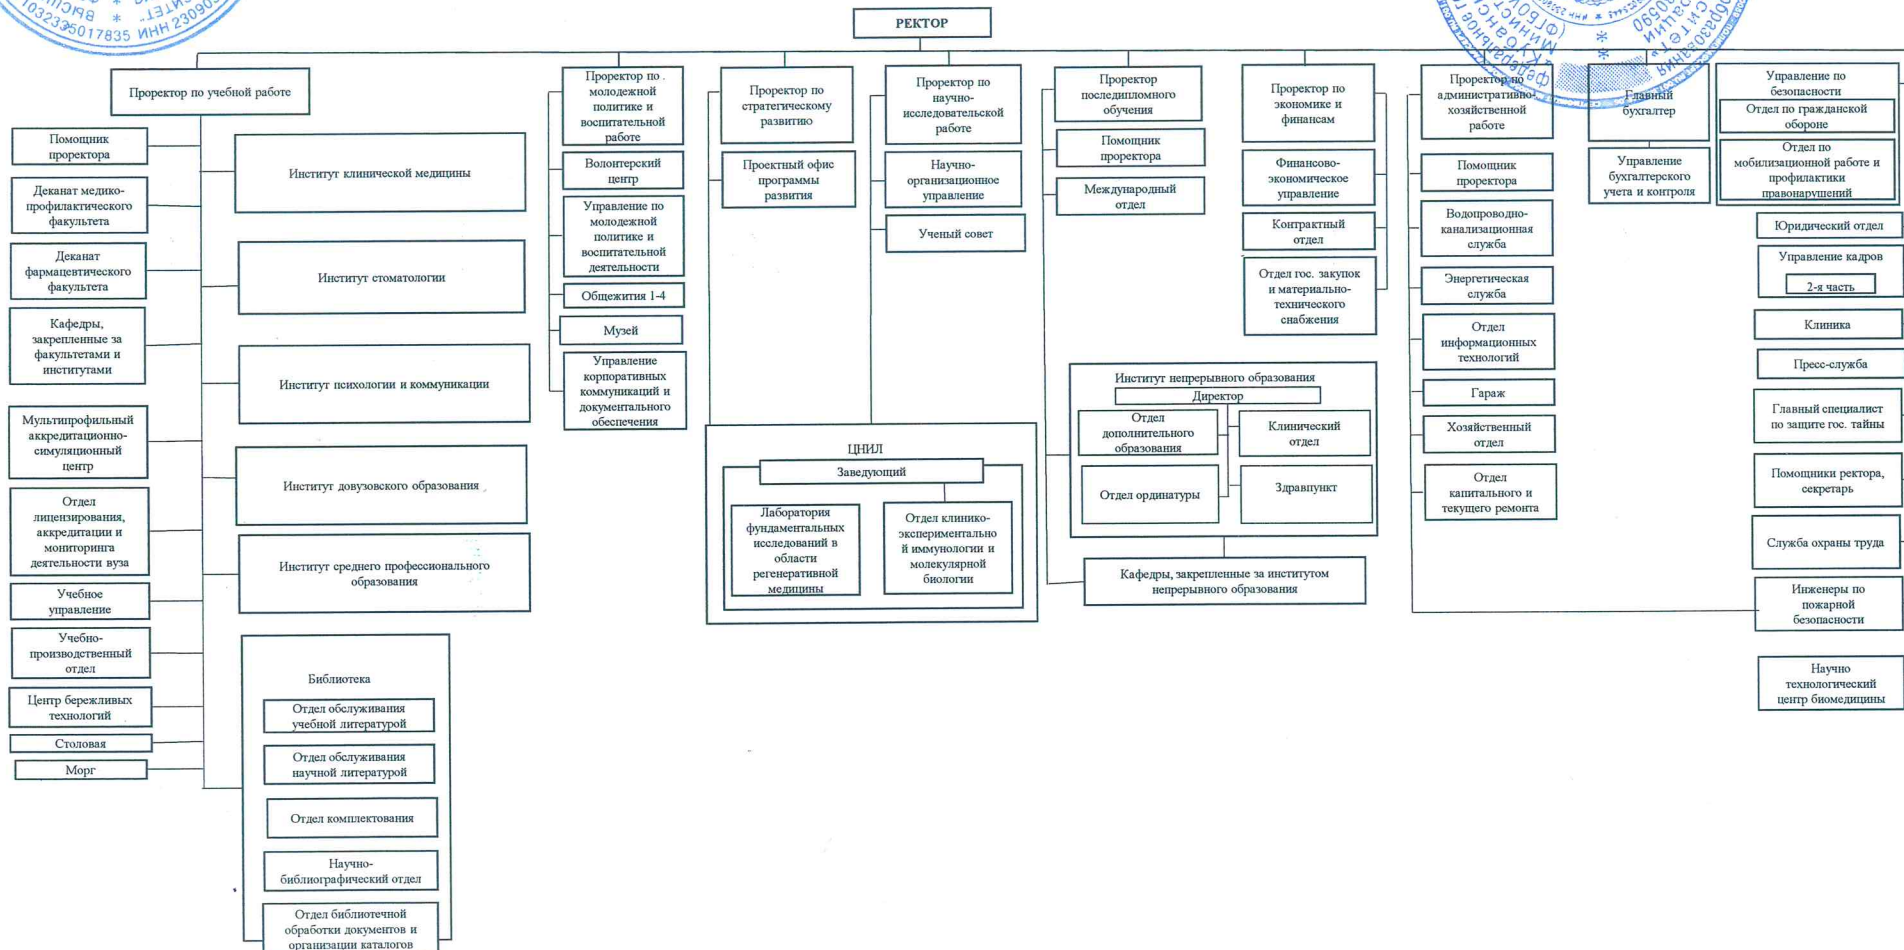 1032335017835 ИНН 230905
РЕКТОР
Проректор по учебной работе
Помощник
проректора
Деканат медико-
профилактического
факультета
Деканат
фармацевтического
факультета
Кафедры,
закрепленные за
факультетами и
институтами
Мультипрофильный
аккредитационно-
симуляционный
центр
Отдел
лицензирования,
аккредитации и
мониторинга
деятельности вуза
Учебное
управление
Учебно-
производственный
отдел
Центр бережливых
технологий
Столовая
Морг
Институт клинической медицины
Институт стоматологии
Институт психологии и коммуникации
Институт довузовского образования
Институт среднего профессионального
образования
Библиотека
Отдел обслуживания
учебной литературой
Отдел обслуживания
научной литературой
Отдел комплектования
Научно-
библиографический отдел
Отдел библиотечной
обработки документов и
организации каталогов
Проректор по
молодежной
политике и
воспитательной
работе
Волонтерский
центр
Управление по
молодежной
политике и
воспитательной
деятельности
Общежития 1-4
Музей
Управление
корпоративных
коммуникаций и
документального
обеспечения
Проректор по
стратегическому
развитию
Проектный офис
программы
развития
Проректор по
научно-
исследовательской
работе
Научно-
организационное
управление
Ученый совет
ЦНИЛ
Заведующий
Лаборатория
фундаментальных
исследований в
области
регенеративной
медицины
Отдел клинико-
экспериментально
й иммунологии и
молекулярной
биологии
Проректор
последипломного
обучения
Помощник
проректора
Международный
отдел
Институт непрерывного образования
Директор
Отдел
дополнительного
образования
Клинический
отдел
Отдел ординатуры
Здравпункт
Кафедры, закрепленные за институтом
непрерывного образования
Проректор по
экономике и
финансам
Финансово-
экономическое
управление
Контрактный
отдел
Отдел гос. закупок
и материально-
технического
снабжения
Проректор по
административно-
хозяйственной
работе
Помощник
проректора
Водопроводно-
канализационная
служба
Энергетическая
служба
Отдел
информационных
технологий
Гараж
Хозяйственный
отдел
Отдел
капитального и
текущего ремонта
Главный
бухгалтер
Управление
бухгалтерского
учета и контроля
Управление по
безопасности
Отдел по гражданской
обороне
Отдел по
мобилизационной работе и
профилактики
правонарушений
Юридический отдел
Управление кадров
2-я часть
Клиника
Пресс-служба
Главный специалист
по защите гос. тайны
Помощники ректора,
секретарь
Служба охраны труда
Инженеры по
пожарной
безопасности
Научно
технологический
центр биомедицины